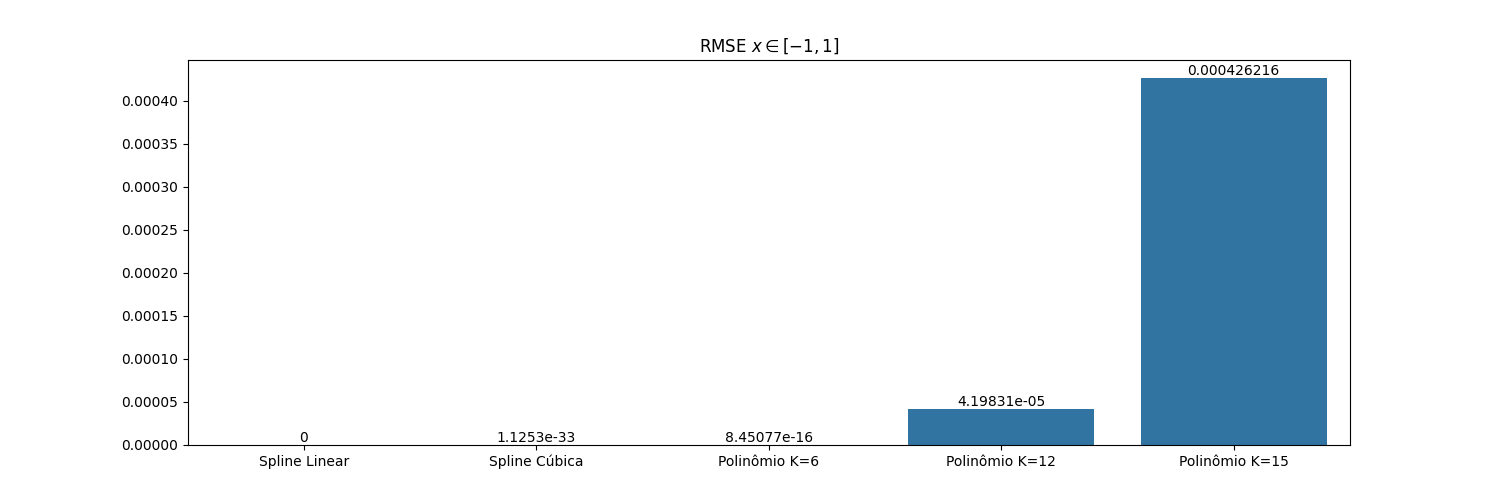 RMSE x ∈ [−1, 1]
0.000426216
0.00040
0.00035
0.00030
0.00025
0.00020
0.00015
0.00010
4.19831e-05
0.00005
0 1.1253e-33 8.45077e-16
0.00000
Spline Linear Spline Cúbica Polinômio K=6 Polinômio K=12 Polinômio K=15